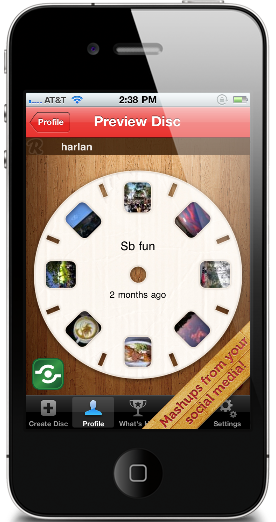 AT&T 2:38 PM
Profile Preview Disc
R harlan
Sb fun
2 months ago
Mashups from your
social media!
Create Disc Profile What's H Settings